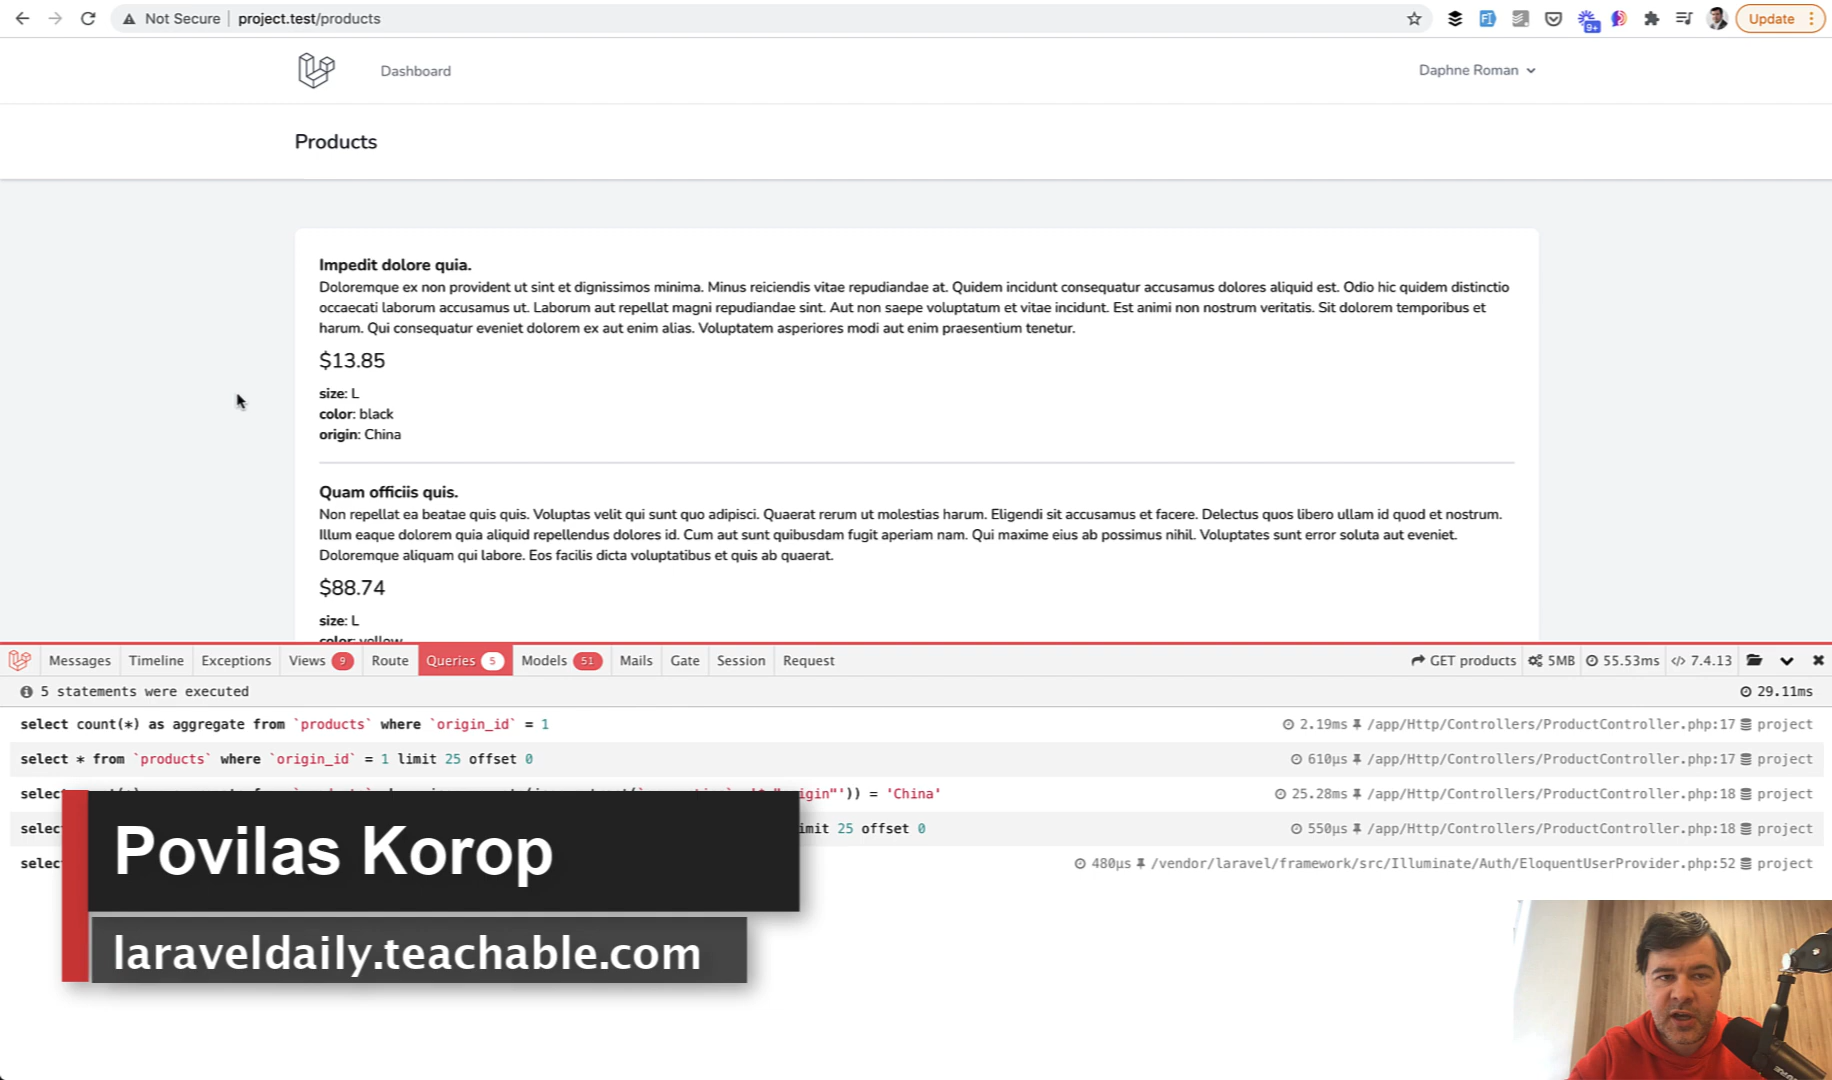 Not Secure project.test/products
9+
Update
Dashboard
Daphne Roman
Products
Impedit dolore quia.
Doloremque ex non provident ut sint et dignissimos minima. Minus reiciendis vitae repudiandae at. Quidem incidunt consequatur accusamus dolores aliquid est. Odio hic quidem distinctio
occaecati laborum accusamus ut. Laborum aut repellat magni repudiandae sint. Aut non saepe voluptatum et vitae incidunt. Est animi non nostrum veritatis. Sit dolorem temporibus et
harum. Qui consequatur eveniet dolorem ex aut enim alias. Voluptatem asperiores modi aut enim praesentium tenetur.
$13.85
size: L
color: black
origin: China
Quam officiis quis.
Non repellat ea beatae quis quis. Voluptas velit qui sunt quo adipisci. Quaerat rerum ut molestias harum. Eligendi sit accusamus et facere. Delectus quos libero ullam id quod et nostrum.
Illum eaque dolorem quia aliquid repellendus dolores id. Cum aut sunt quibusdam fugit aperiam nam. Qui maxime eius ab possimus nihil. Voluptates sunt error soluta aut eveniet.
Doloremque aliquam qui labore. Eos facilis dicta voluptatibus et quis ab quaerat.
$88.74
size: L
color: yellow
Messages Timeline Exceptions Views 9 Route Queries 5 Models 51 Mails Gate Session Request GET products 5MB 55.53ms 7.4.13
5 statements were executed 29.11ms
select count(*) as aggregate from `products` where `origin_id` = 1 2.19ms /app/Http/Controllers/ProductController.php:17 project
select * from `products` where `origin_id` = 1 limit 25 offset 0 610μs /app/Http/Controllers/ProductController.php:17 project
')) = 'China' 25.28ms /app/Http/Controllers/ProductController.php:18 project
25 offset 0 550μs /app/Http/Controllers/ProductController.php:18 project
480μs /vendor/laravel/framework/src/Illuminate/Auth/EloquentUserProvider.php:52 project
Povilas Korop
laraveldaily.teachable.com